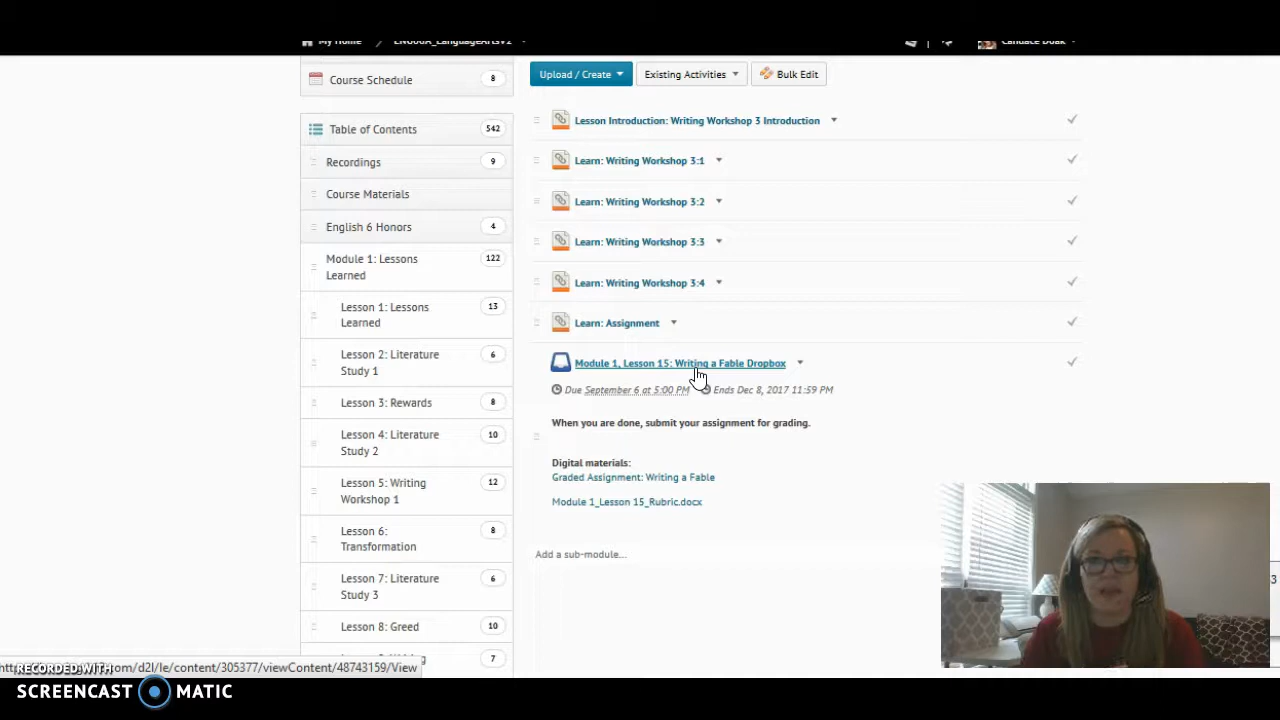 My Home
ENG06A_LanguageArtsV2
Candace Doak
Course Schedule 8
Table of Contents 542
Recordings 9
Course Materials
English 6 Honors 4
Module 1: Lessons
Learned 122
Lesson 1: Lessons
Learned 13
Lesson 2: Literature
Study 1 6
Lesson 3: Rewards 8
Lesson 4: Literature
Study 2 10
Lesson 5: Writing
Workshop 1 12
Lesson 6:
Transformation 8
Lesson 7: Literature
Study 3 6
Lesson 8: Greed 10
7
Upload / Create
Existing Activities
Bulk Edit
Lesson Introduction: Writing Workshop 3 Introduction
Learn: Writing Workshop 3:1
Learn: Writing Workshop 3:2
Learn: Writing Workshop 3:3
Learn: Writing Workshop 3:4
Learn: Assignment
Module 1, Lesson 15: Writing a Fable Dropbox
Due September 6 at 5:00 PM Ends Dec 8, 2017 11:59 PM
When you are done, submit your assignment for grading.
Digital materials:
Graded Assignment: Writing a Fable
Module 1_Lesson 15_Rubric.docx
Add a sub-module...
3
.com/d2l/le/content/305377/viewContent/48743159/View
RECORDED WITH
SCREENCAST MATIC